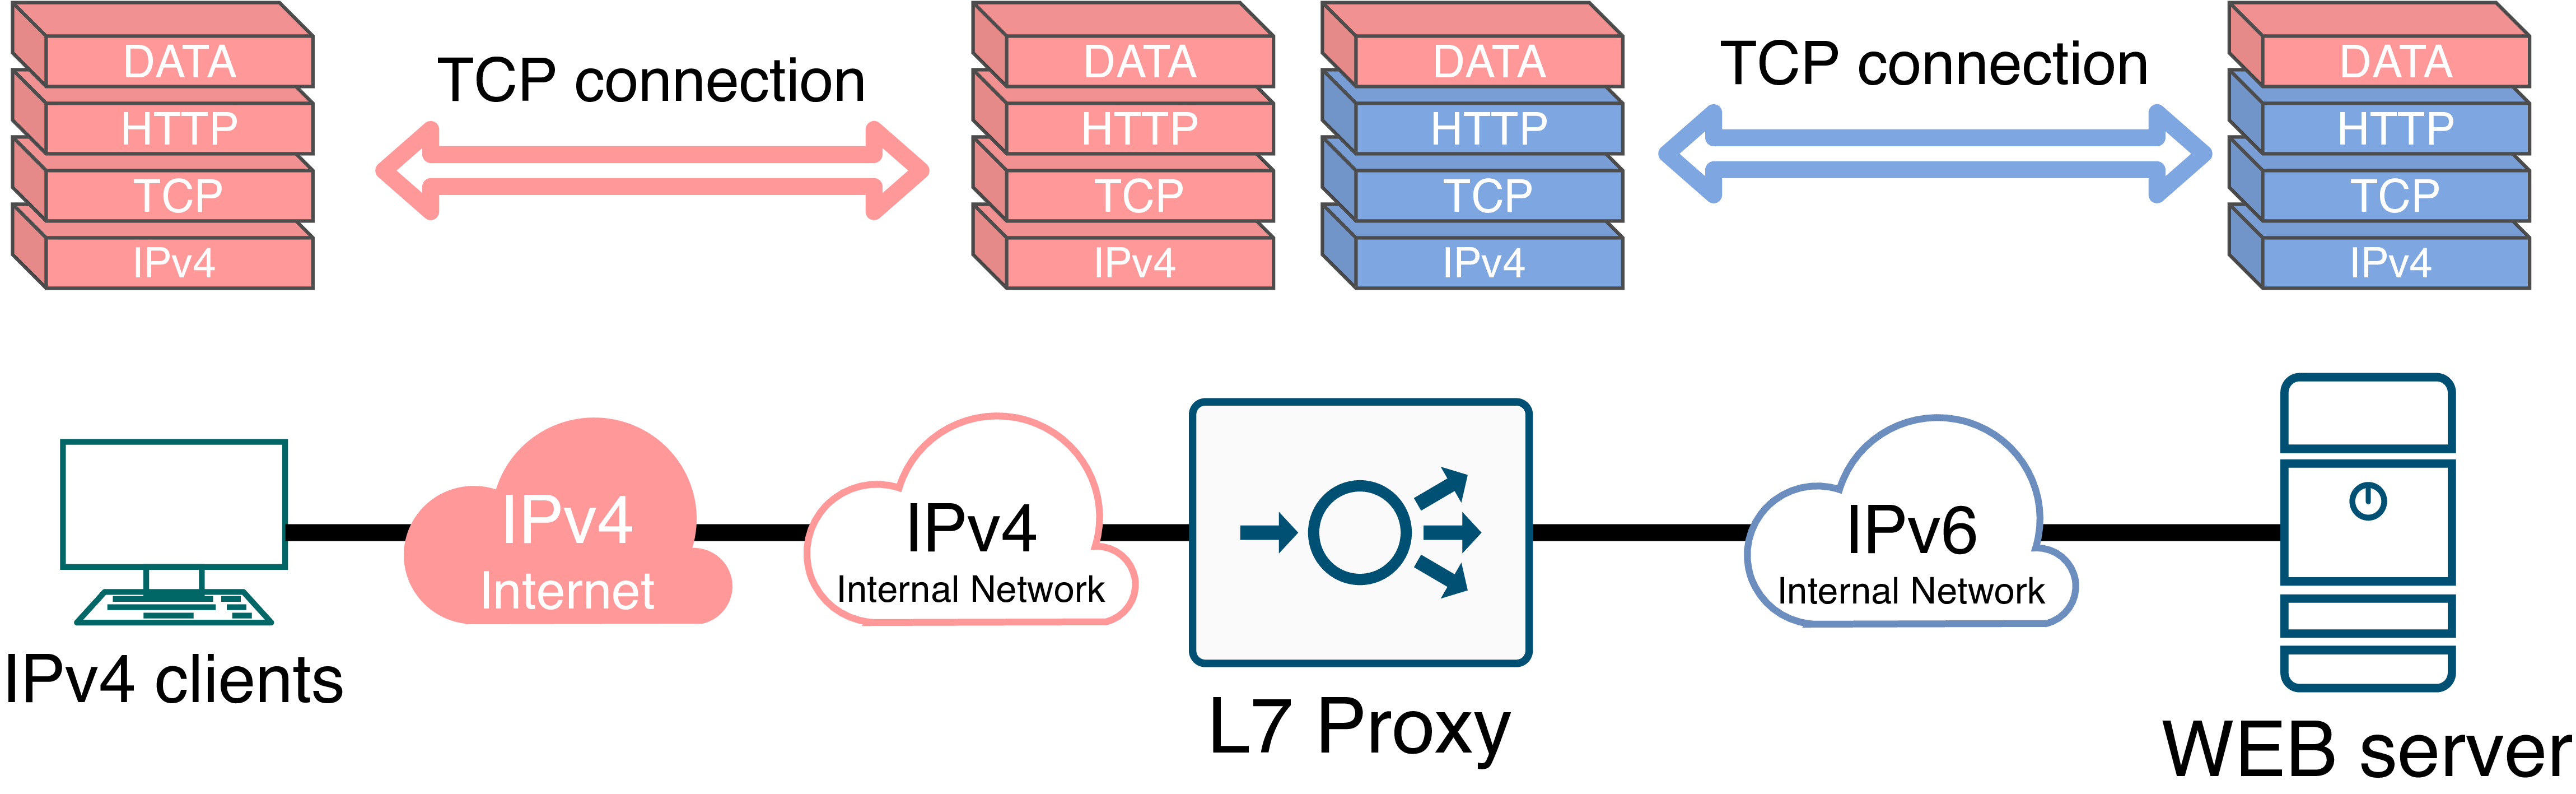 DATA
HTTP
TCP
IPv4
TCP connection
DATA
HTTP
TCP
IPv4
DATA
HTTP
TCP
IPv4
TCP connection
DATA
HTTP
TCP
IPv4
IPv4 clients
IPv4
Internet
IPv4
Internal Network
L7 Proxy
IPv6
Internal Network
WEB server